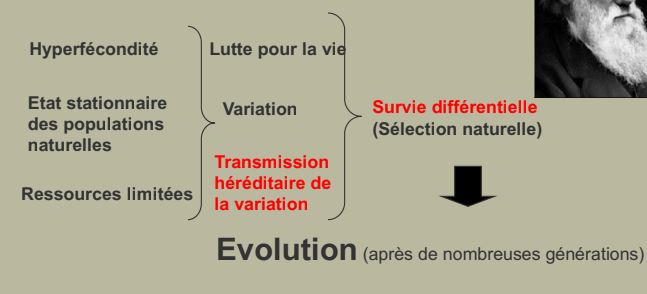 Hyperfécondité
Etat stationnaire
des populations
naturelles
Ressources limitées
Lutte pour la vie
Variation
Transmission
héréditaire de
la variation
Survie différentielle
(Sélection naturelle)
Evolution (après de nombreuses générations)